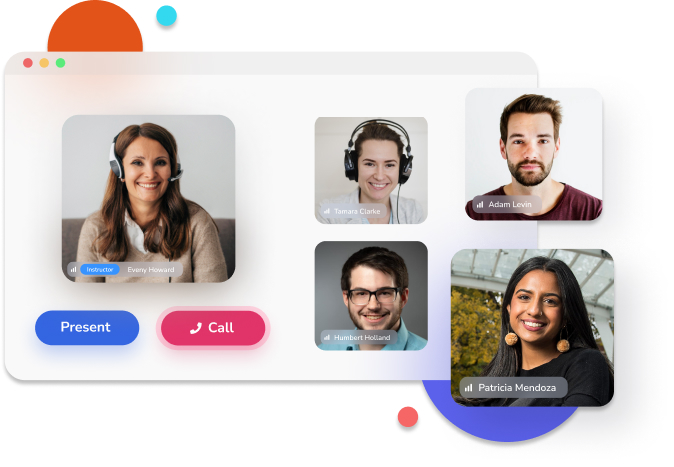 Instructor Eveny Howard
Tamara Clarke
Adam Levin
Humbert Holland
Patricia Mendoza
Present
Call